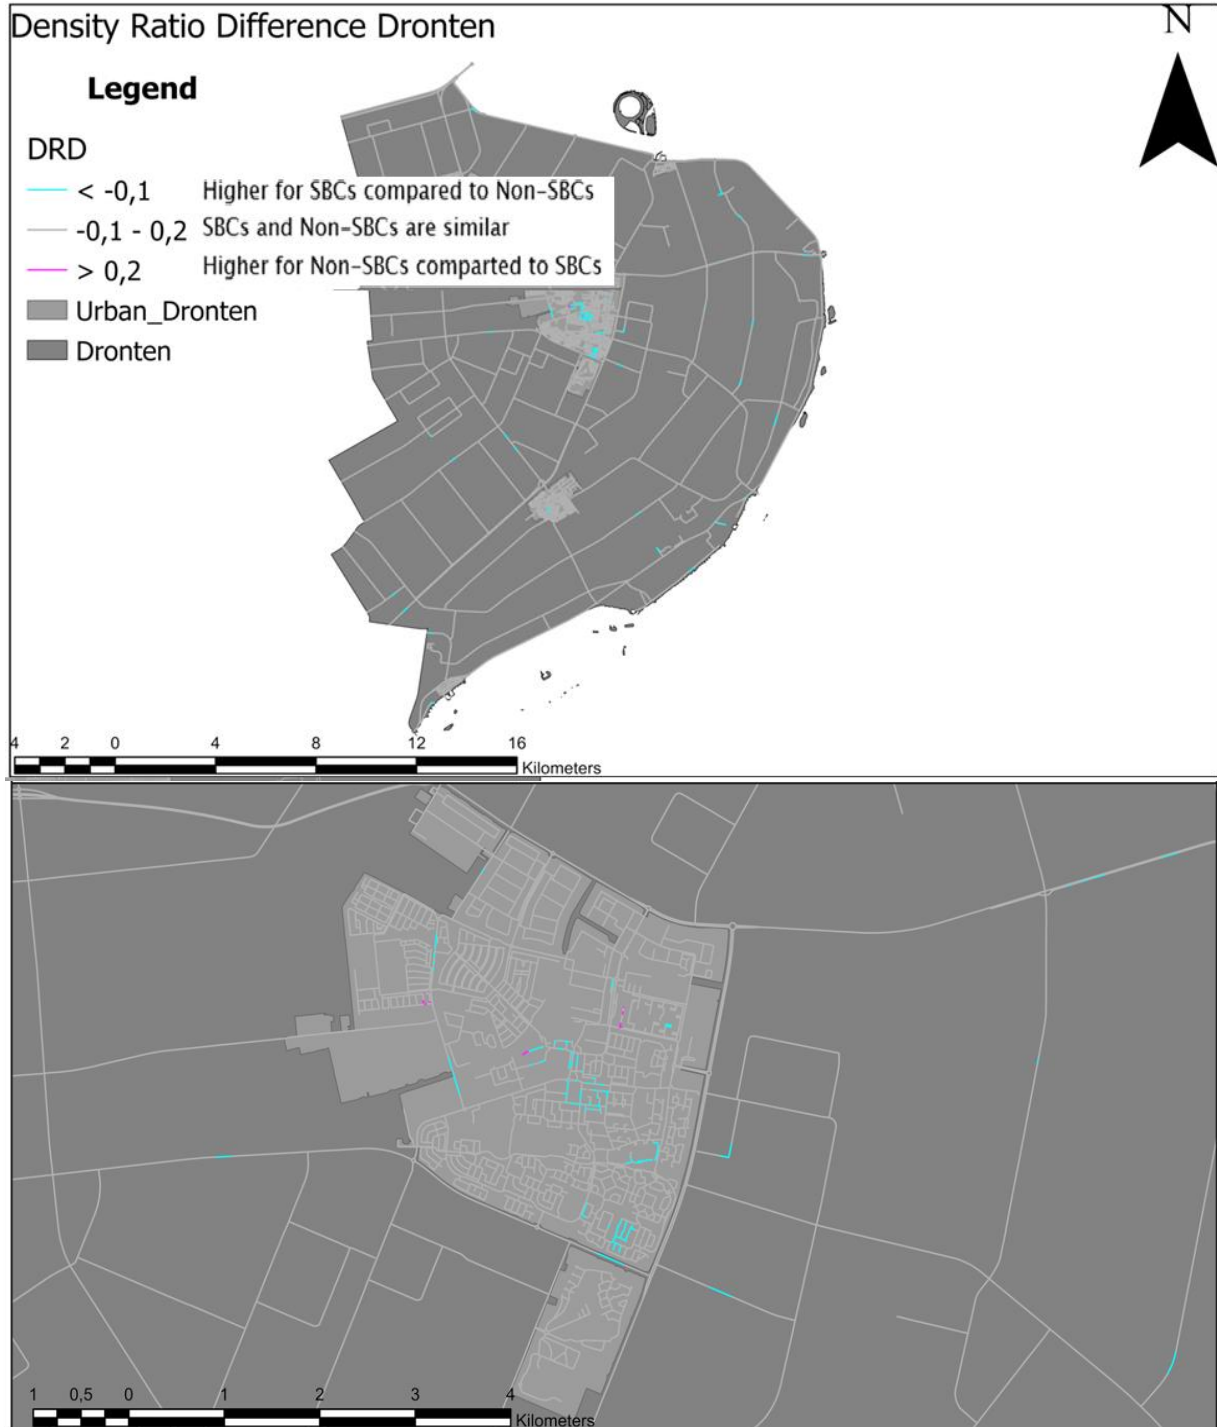 Density Ratio Difference Dronten
N
Legend
DRD
< -0,1 Higher for SBCs compared to Non-SBCs
-0,1 - 0,2 SBCs and Non-SBCs are similar
> 0,2 Higher for Non-SBCs comparted to SBCs
Urban_Dronten
Dronten
4 2 0 4 8 12 16
Kilometers
1 0,5 0 1 2 3 4
Kilometers